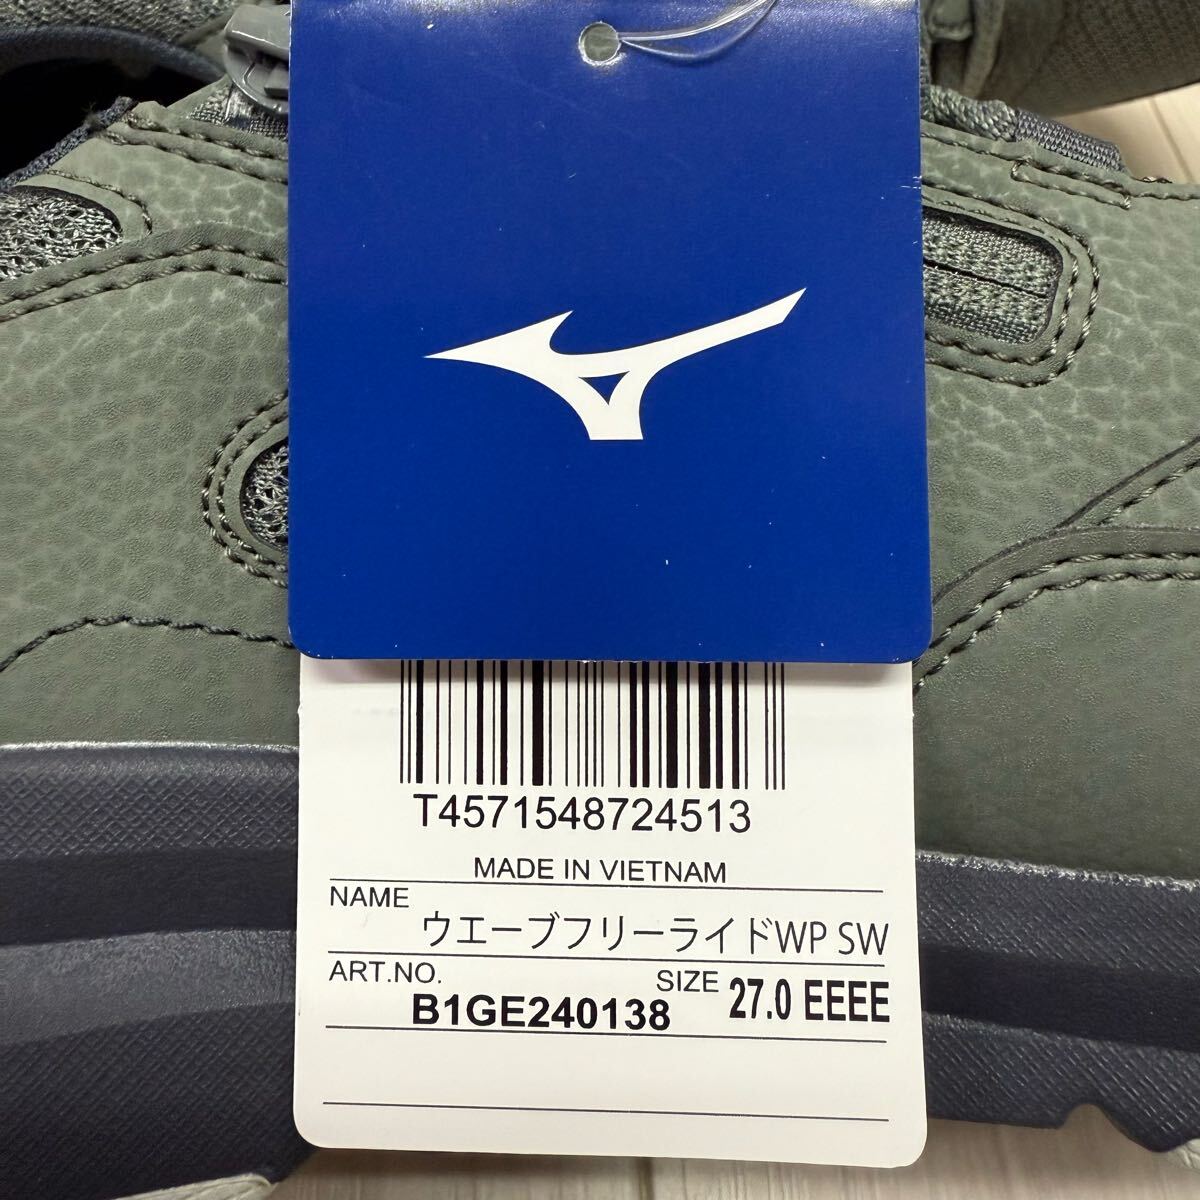 T4571548724513
MADE IN VIETNAM
NAME
ウエーブフリーライドWP SW
ART.NO.
B1GE240138
SIZE 27.0 EEEE